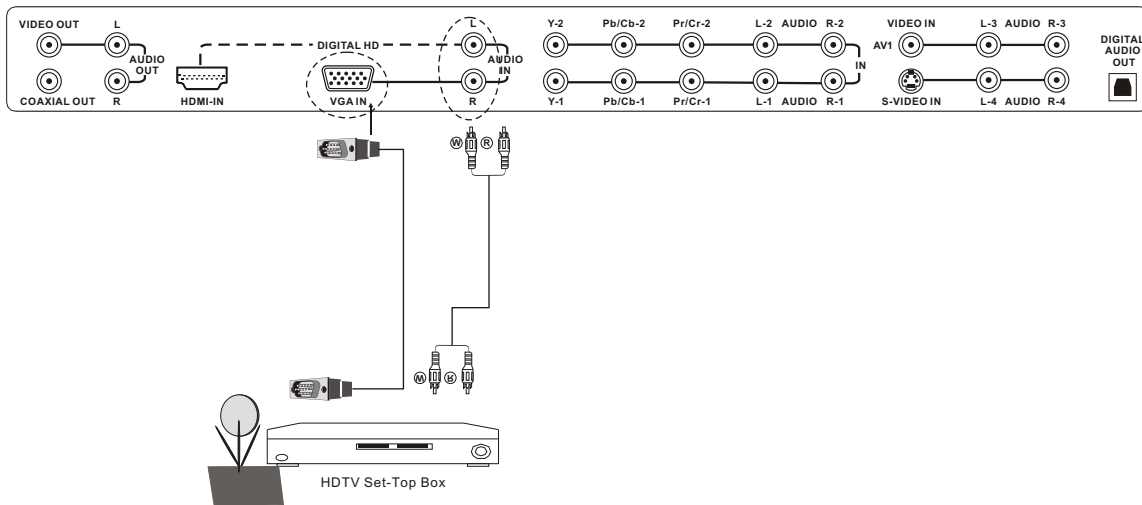 VIDEO OUT L L Y-2 Pb/Cb-2 Pr/Cr-2 L-2 AUDIO R-2 VIDEO IN L-3 AUDIO R-3
DIGITAL HD AV1 DIGITAL
AUDIO AUDIO IN AUDIO
OUT IN OUT
COAXIAL OUT R HDMI-IN VGA IN R Y-1 Pb/Cb-1 Pr/Cr-1 L-1 AUDIO R-1 S-VIDEO IN L-4 AUDIO R-4
W R
W R
HDTV Set-Top Box